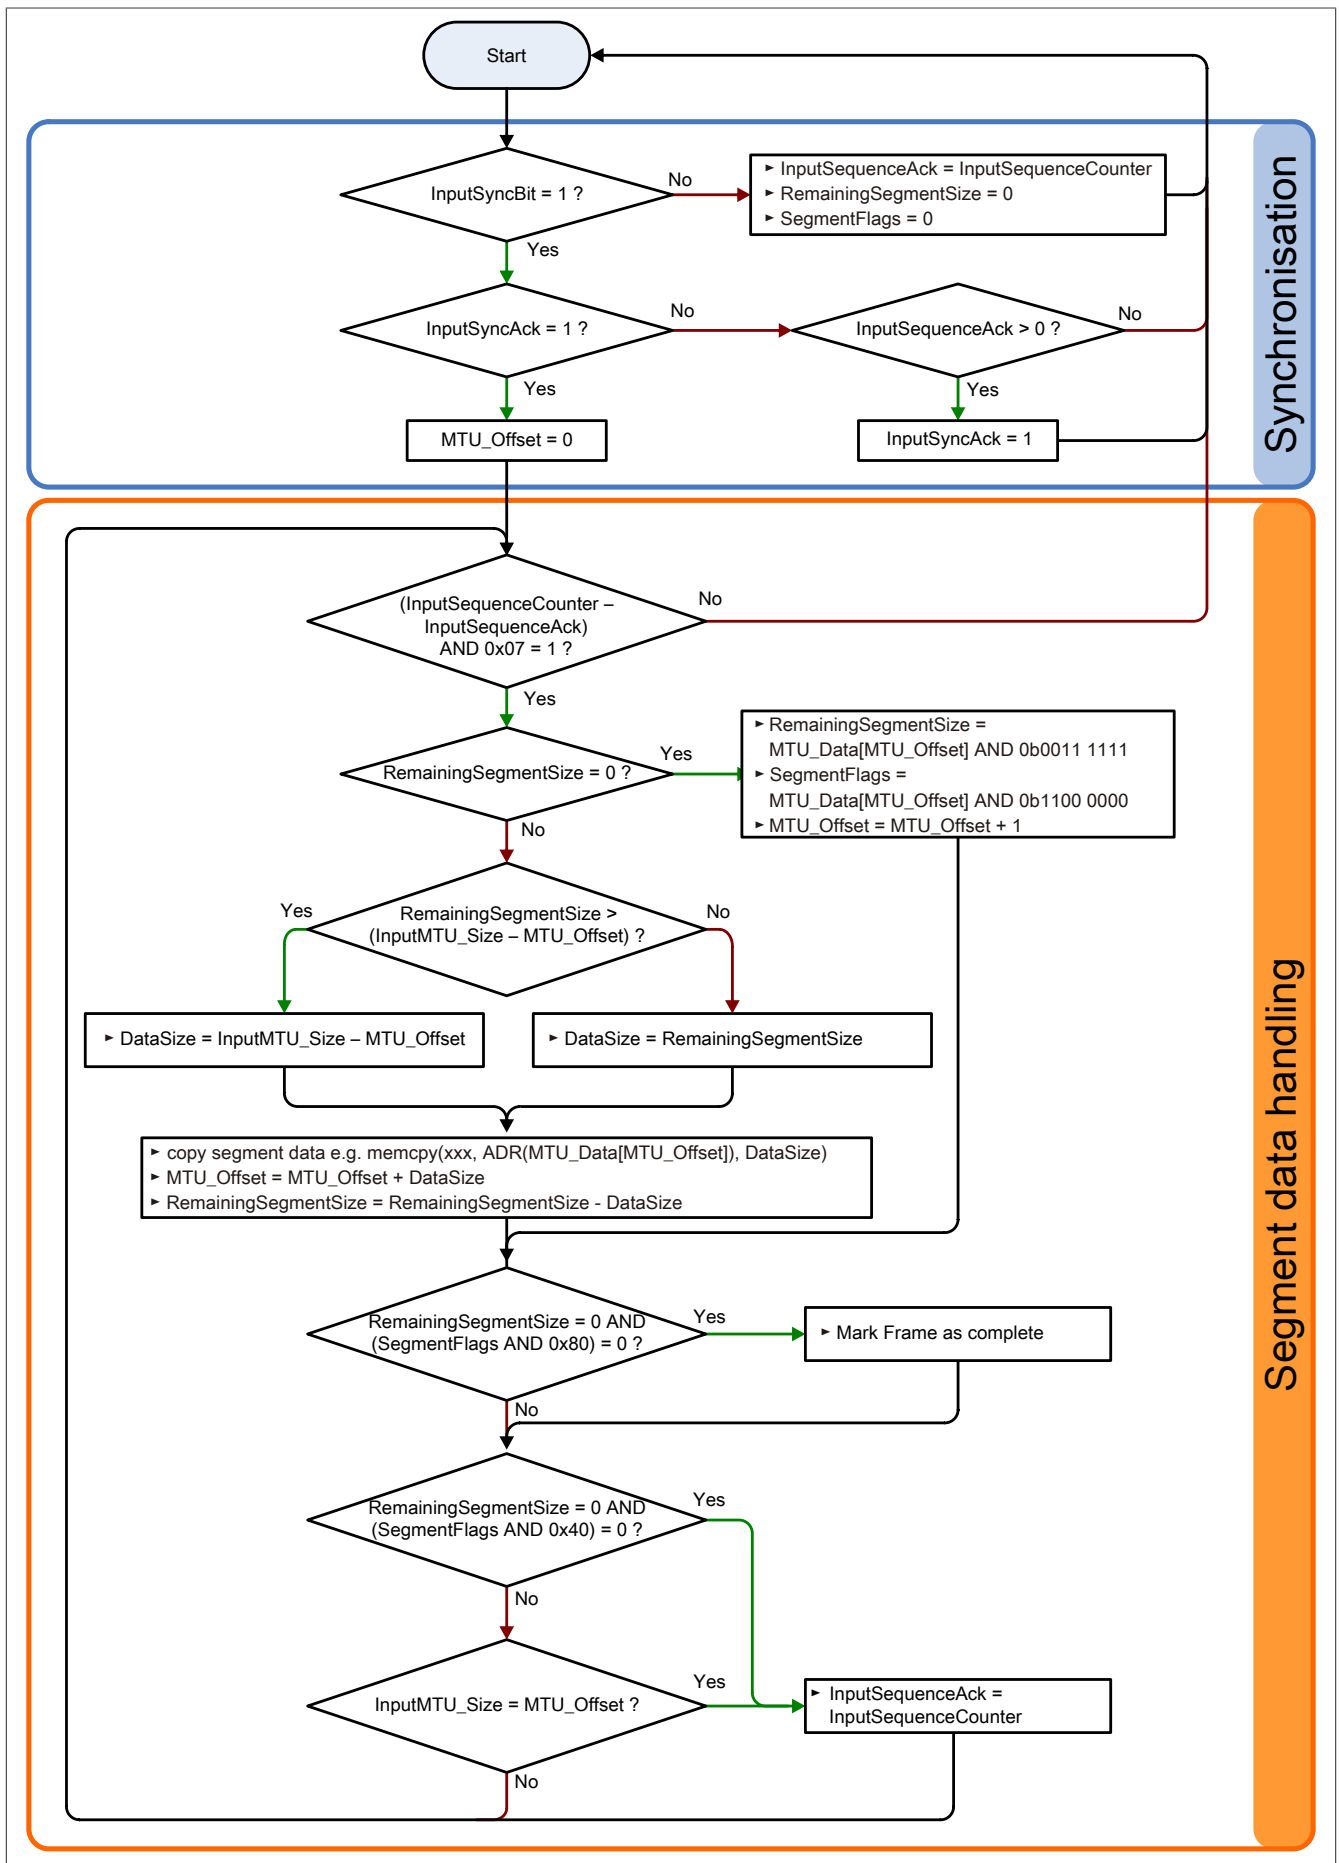 Start
InputSyncBit = 1 ?
No
► InputSequenceAck = InputSequenceCounter
► RemainingSegmentSize = 0
► SegmentFlags = 0
Yes
InputSyncAck = 1 ?
No
InputSequenceAck > 0 ?
No
Yes
Yes
MTU_Offset = 0
InputSyncAck = 1
Synchronisation
(InputSequenceCounter –
InputSequenceAck)
AND 0x07 = 1 ?
No
Yes
RemainingSegmentSize = 0 ?
Yes
► RemainingSegmentSize =
MTU_Data[MTU_Offset] AND 0b0011 1111
► SegmentFlags =
MTU_Data[MTU_Offset] AND 0b1100 0000
► MTU_Offset = MTU_Offset + 1
No
RemainingSegmentSize >
(InputMTU_Size – MTU_Offset) ?
Yes
No
► DataSize = InputMTU_Size – MTU_Offset
► DataSize = RemainingSegmentSize
► copy segment data e.g. memcpy(xxx, ADR(MTU_Data[MTU_Offset]), DataSize)
► MTU_Offset = MTU_Offset + DataSize
► RemainingSegmentSize = RemainingSegmentSize - DataSize
RemainingSegmentSize = 0 AND
(SegmentFlags AND 0x80) = 0 ?
Yes
► Mark Frame as complete
No
RemainingSegmentSize = 0 AND
(SegmentFlags AND 0x40) = 0 ?
Yes
No
InputMTU_Size = MTU_Offset ?
Yes
► InputSequenceAck =
InputSequenceCounter
No
Segment data handling